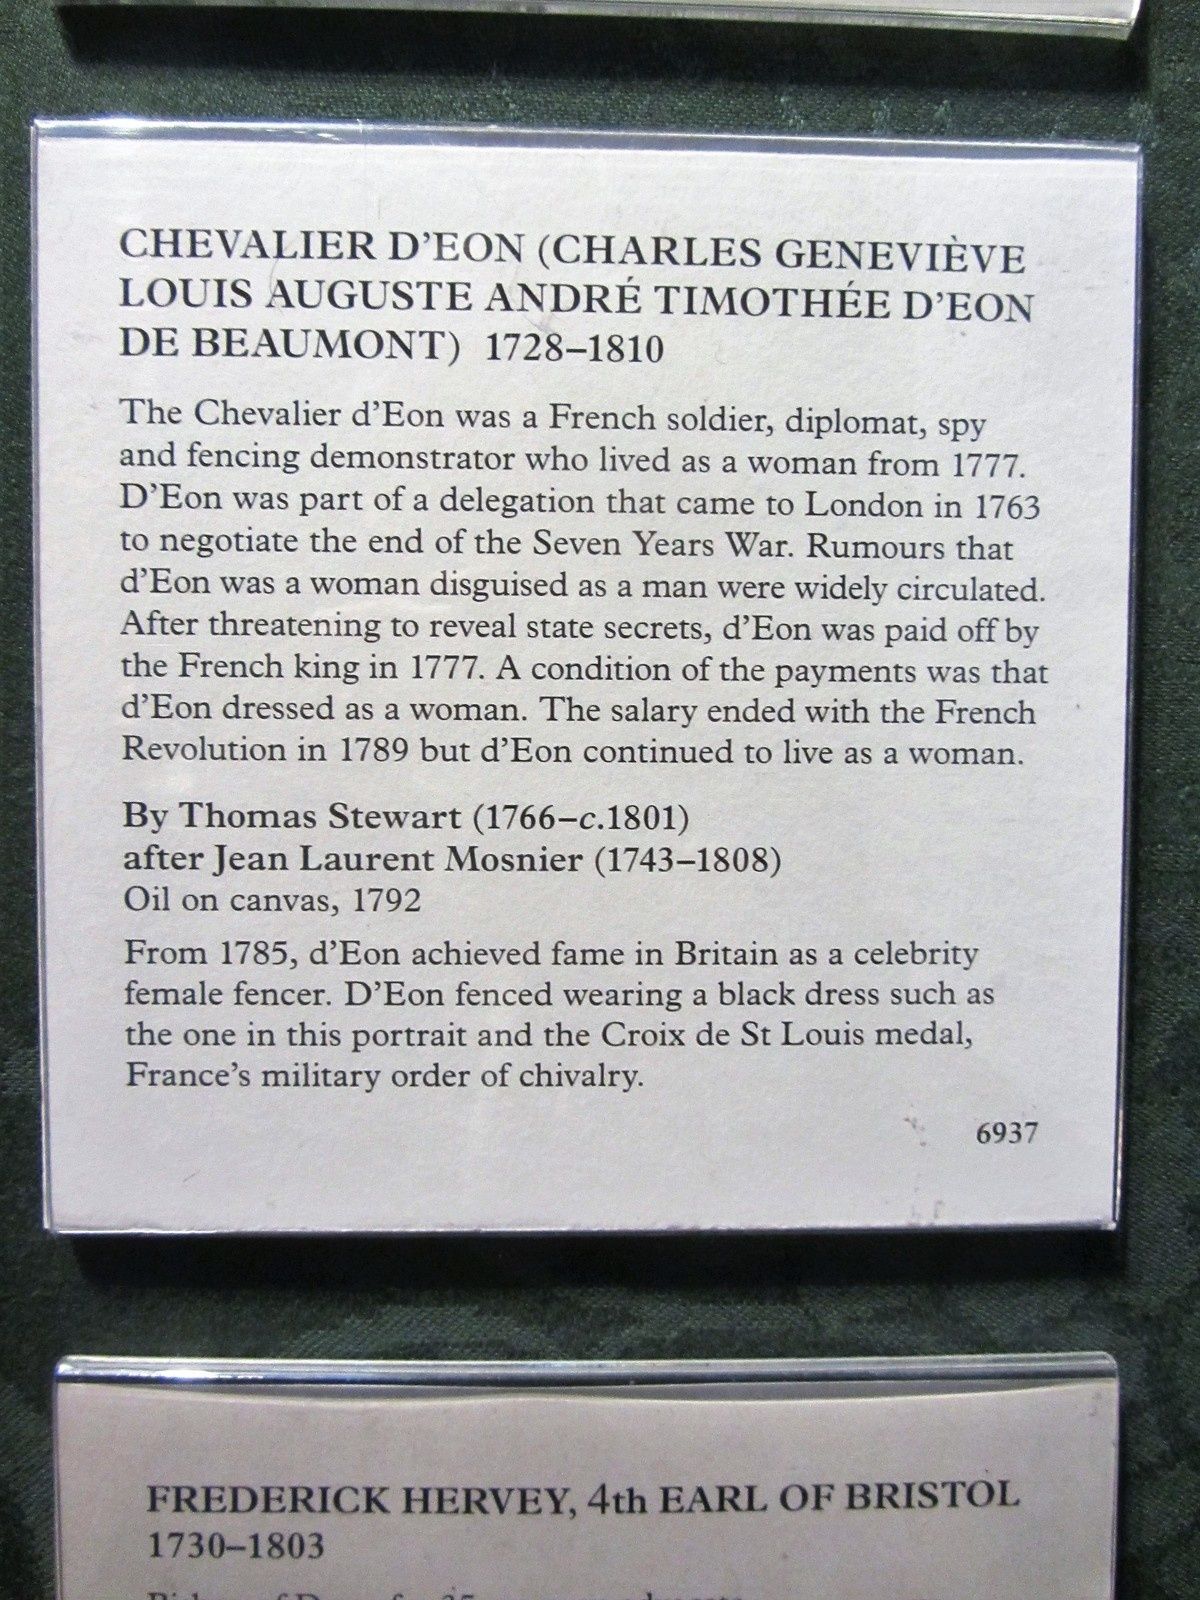 CHEVALIER D'EON (CHARLES GENEVIÈVE
LOUIS AUGUSTE ANDRÉ TIMOTHÉE D'EON
DE BEAUMONT) 1728–1810
The Chevalier d'Eon was a French soldier, diplomat, spy
and fencing demonstrator who lived as a woman from 1777.
D'Eon was part of a delegation that came to London in 1763
to negotiate the end of the Seven Years War. Rumours that
d'Eon was a woman disguised as a man were widely circulated.
After threatening to reveal state secrets, d'Eon was paid off by
the French king in 1777. A condition of the payments was that
d'Eon dressed as a woman. The salary ended with the French
Revolution in 1789 but d'Eon continued to live as a woman.
By Thomas Stewart (1766–c.1801)
after Jean Laurent Mosnier (1743–1808)
Oil on canvas, 1792
From 1785, d'Eon achieved fame in Britain as a celebrity
female fencer. D'Eon fenced wearing a black dress such as
the one in this portrait and the Croix de St Louis medal,
France's military order of chivalry.
6937
FREDERICK HERVEY, 4th EARL OF BRISTOL
1730–1803